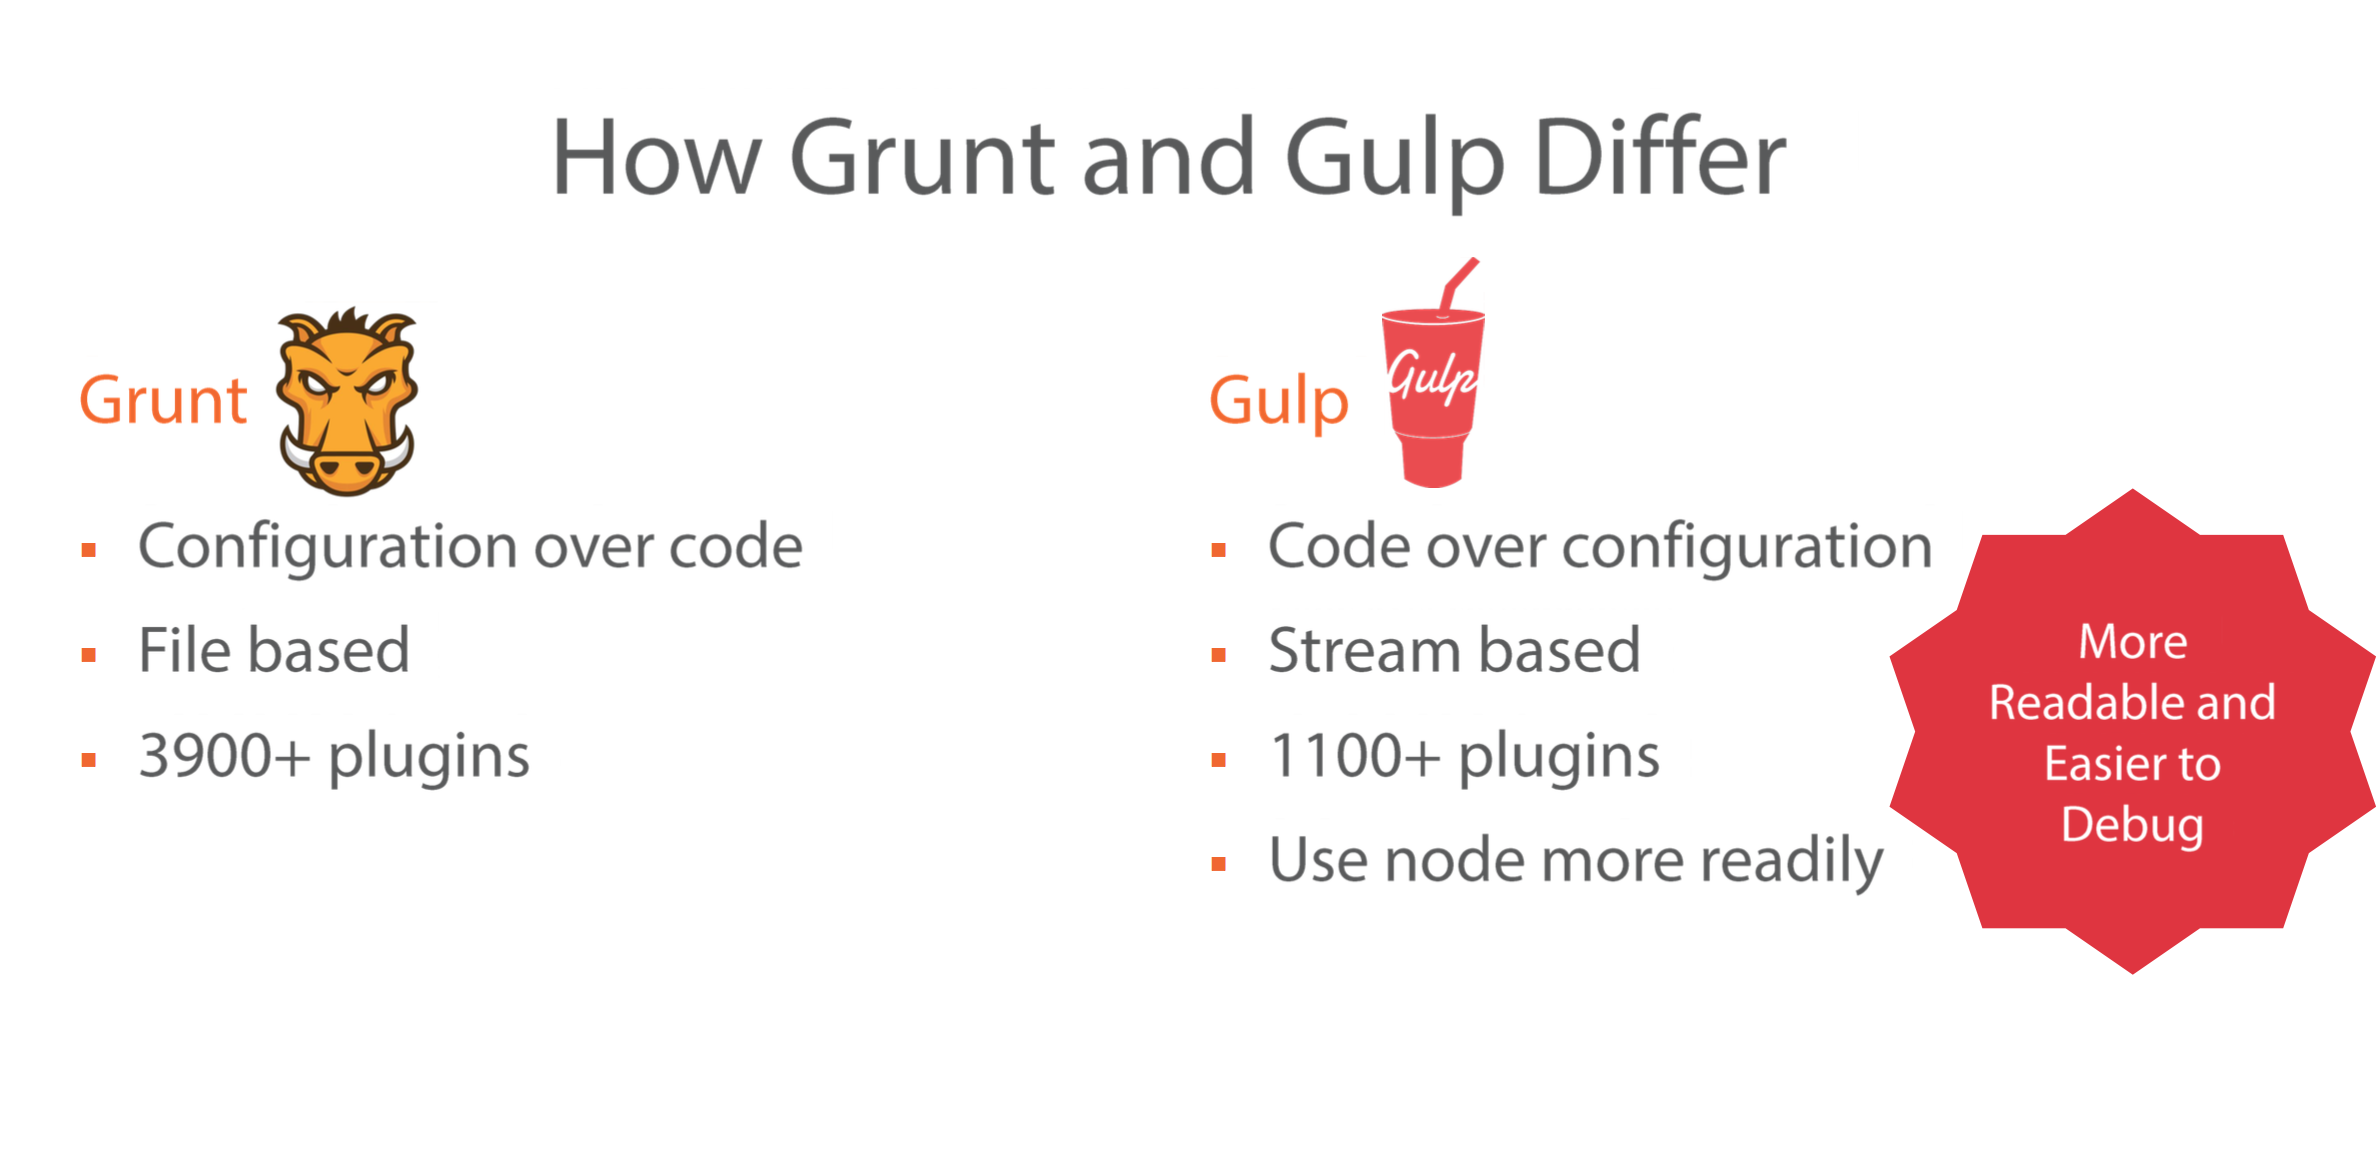 How Grunt and Gulp Differ
Grunt
Configuration over code
File based
3900+ plugins
Gulp
Gulp
Code over configuration
Stream based
1100+ plugins
Use node more readily
More
Readable and
Easier to
Debug